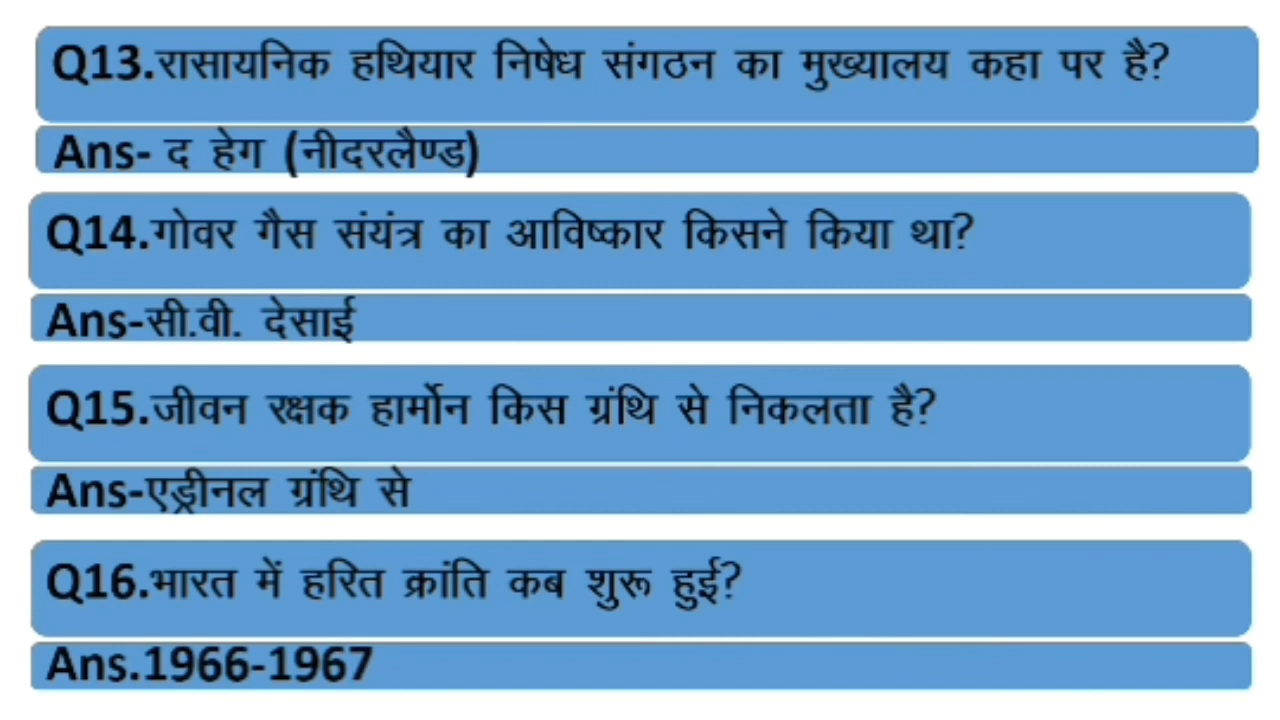 Q13.रासायनिक हथियार निषेध संगठन का मुख्यालय कहा पर है?
Ans- द हेग (नीदरलैण्ड)
Q14.गोवर गैस संयंत्र का आविष्कार किसने किया था?
Ans-सी.वी. देसाई
Q15.जीवन रक्षक हार्मोन किस ग्रंथि से निकलता है?
Ans-एड्रीनल ग्रंथि से
Q16.भारत में हरित क्रांति कब शुरू हुई?
Ans.1966-1967